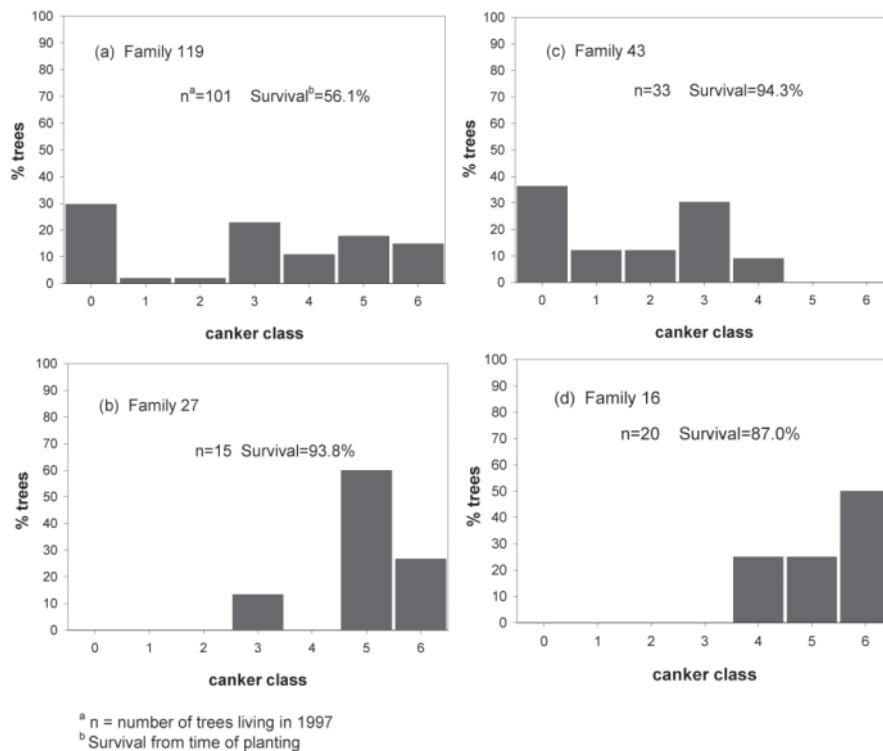 (a) Family 119
nᵃ=101 Survivalᵇ=56.1%
% trees
100
90
80
70
60
50
40
30
20
10
0
0 1 2 3 4 5 6
canker class
(c) Family 43
n=33 Survival=94.3%
% trees
100
90
80
70
60
50
40
30
20
10
0
0 1 2 3 4 5 6
canker class
(b) Family 27
n=15 Survival=93.8%
% trees
100
90
80
70
60
50
40
30
20
10
0
0 1 2 3 4 5 6
canker class
(d) Family 16
n=20 Survival=87.0%
% trees
100
90
80
70
60
50
40
30
20
10
0
0 1 2 3 4 5 6
canker class
ᵃ n = number of trees living in 1997
ᵇ Survival from time of planting